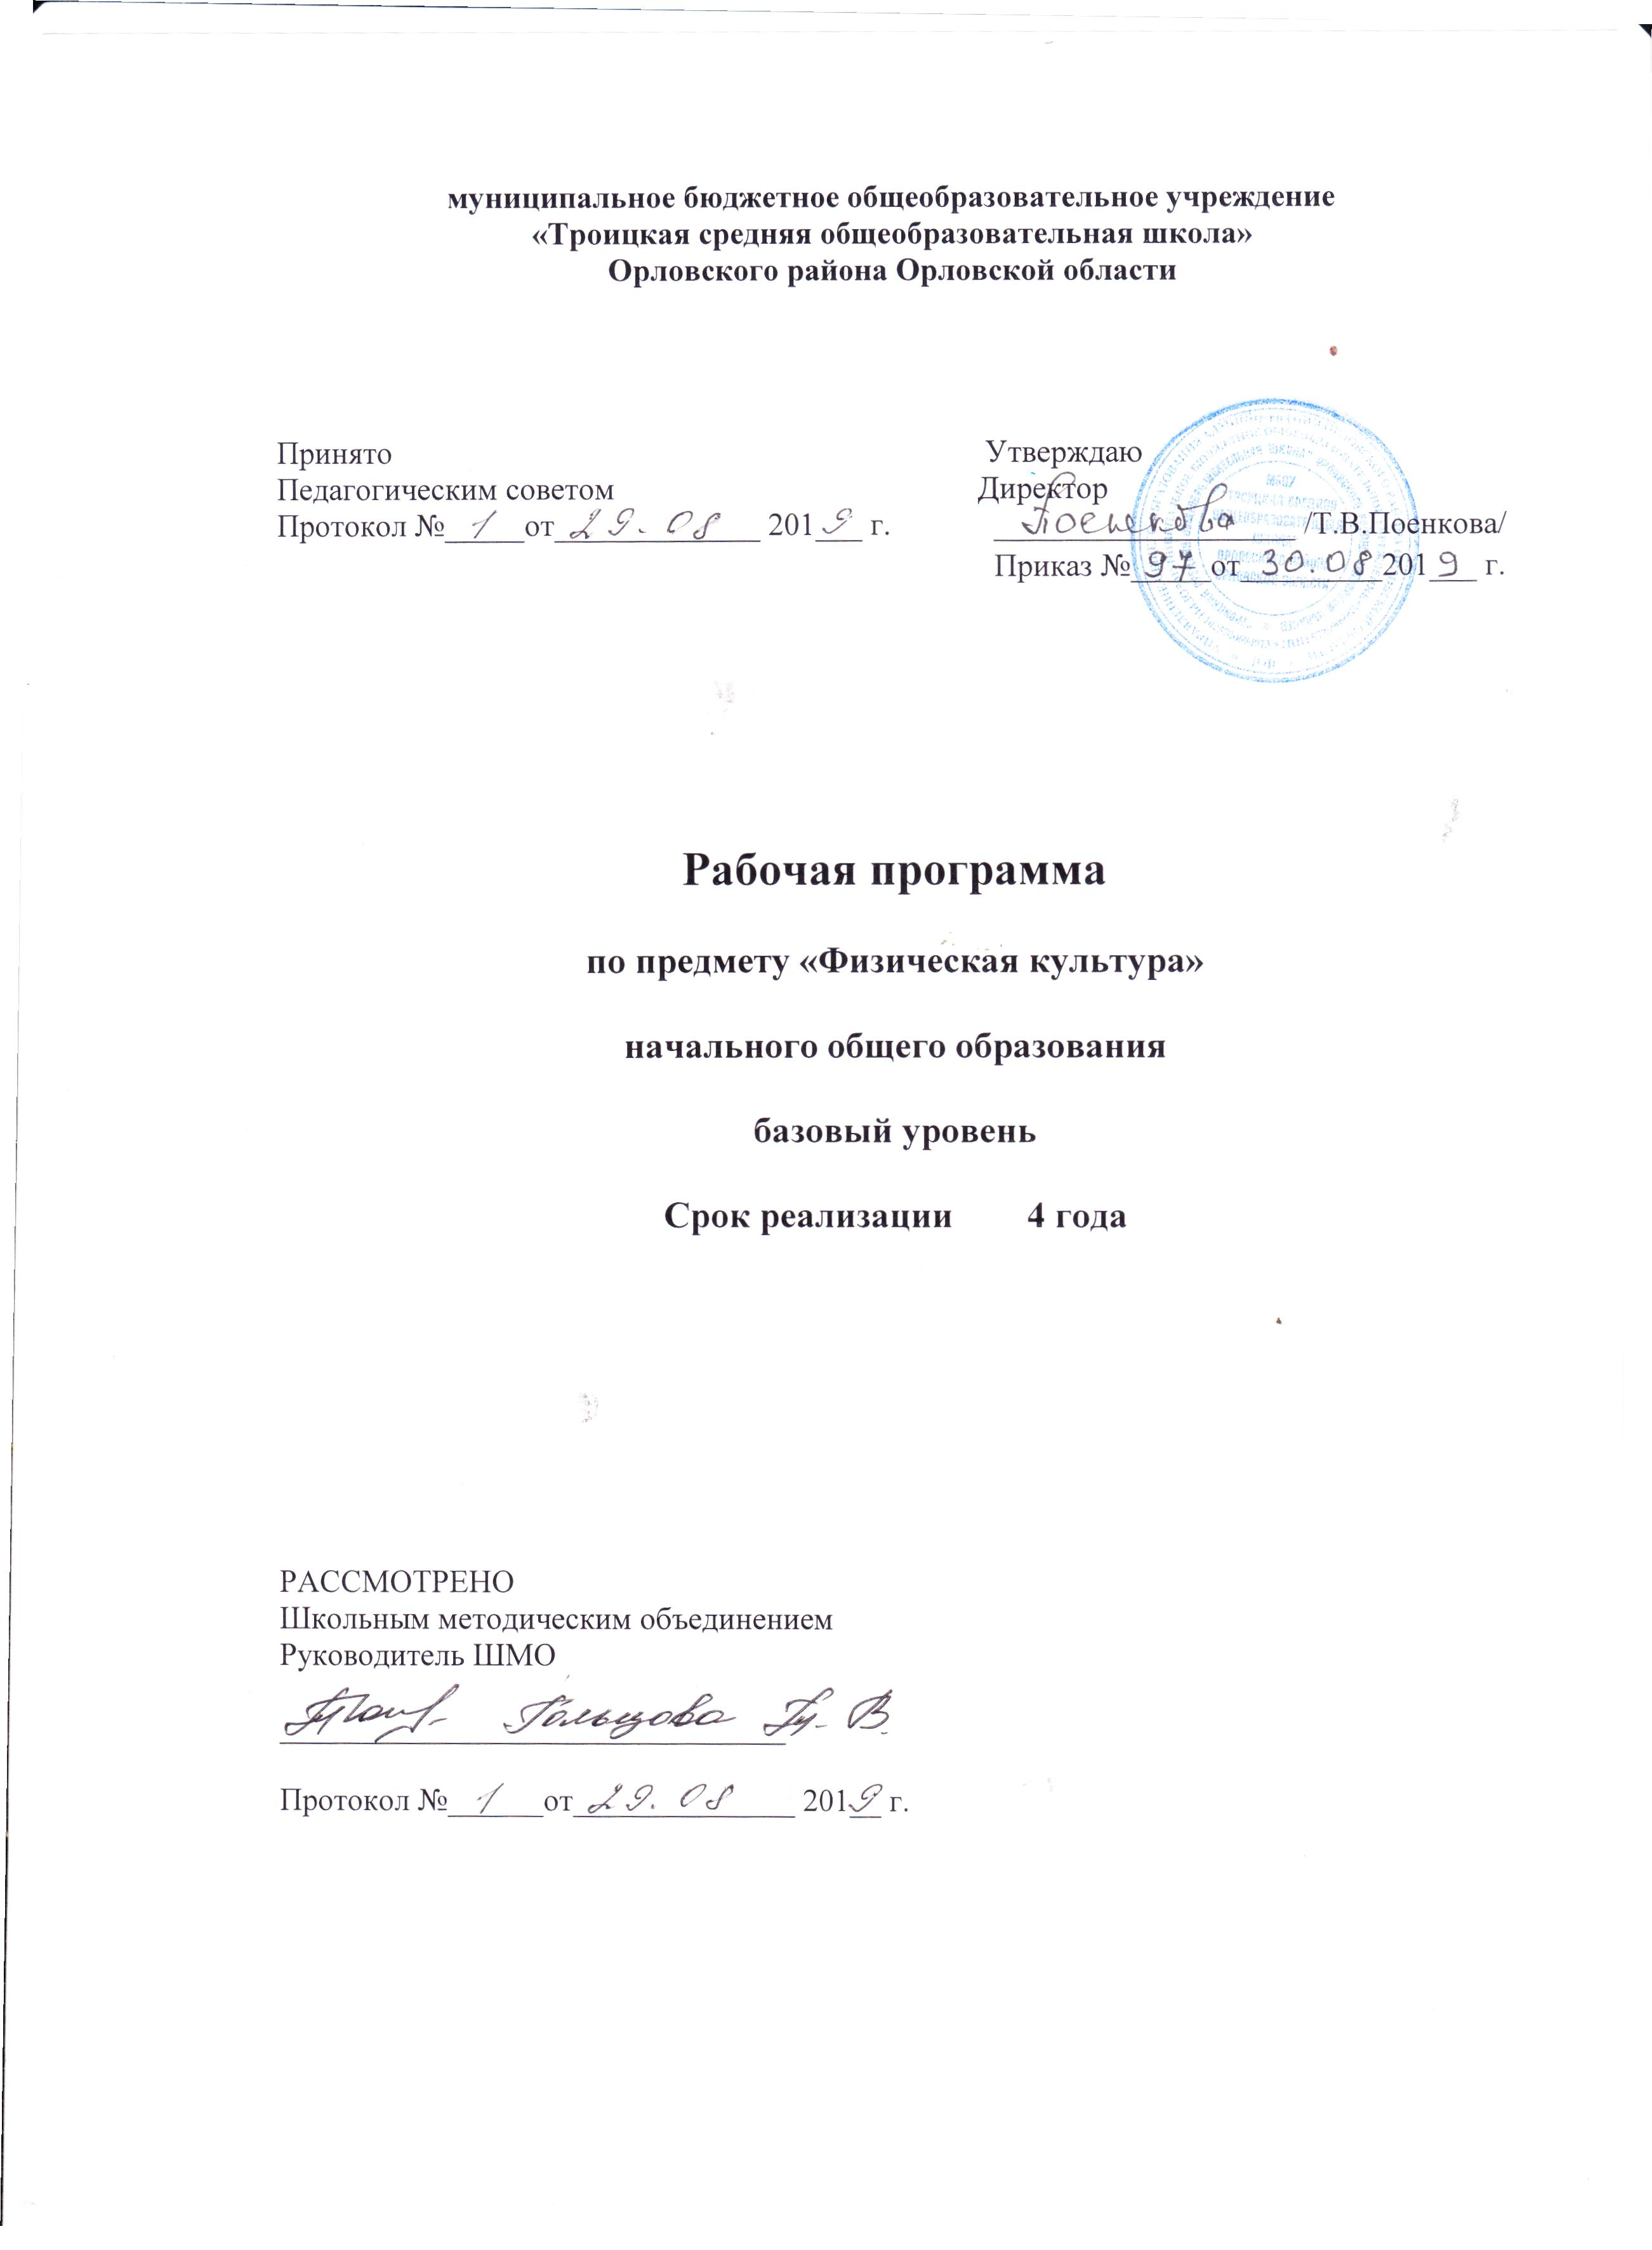 муниципальное бюджетное общеобразовательное учреждение
«Троицкая средняя общеобразовательная школа»
Орловского района Орловской области
Принято
Педагогическим советом
Протокол № 1 от 29.08 2019 г.
Утверждаю
Директор
Поенкова /Т.В.Поенкова/
Приказ № 97 от 30.08 2019 г.
Рабочая программа
по предмету «Физическая культура»
начального общего образования
базовый уровень
Срок реализации 4 года
РАССМОТРЕНО
Школьным методическим объединением
Руководитель ШМО
Гольцова В
Протокол № 1 от 29.08 2019 г.